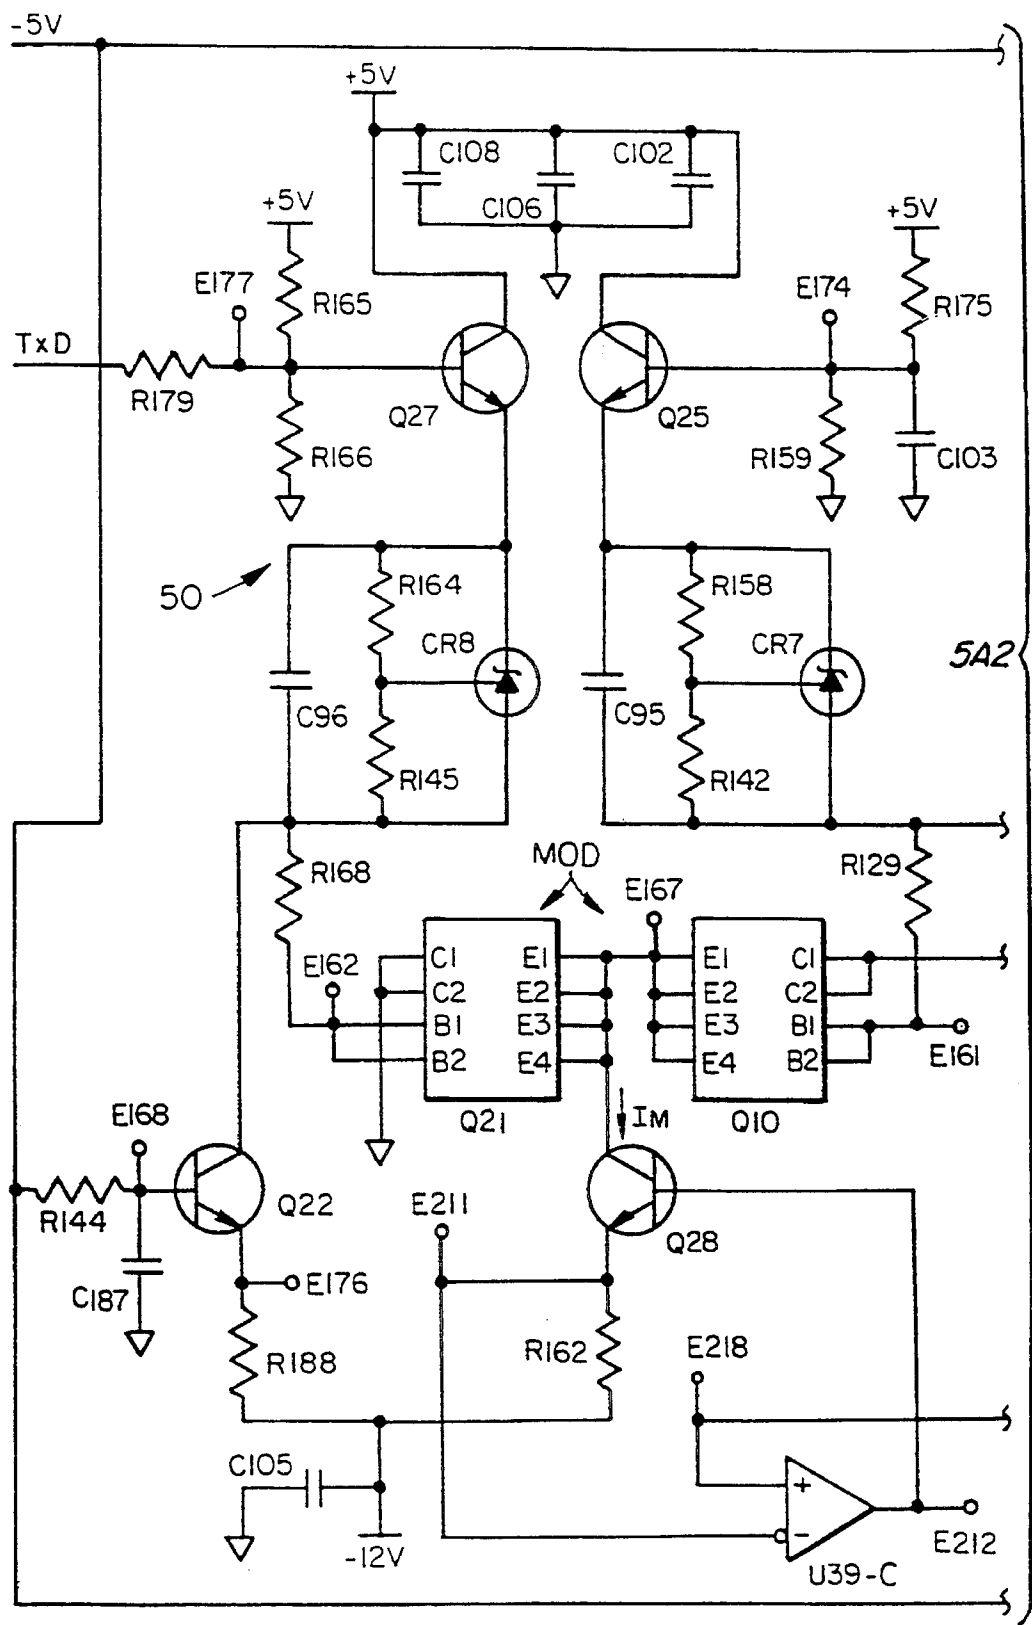 -5V
+5V
C108
C102
C106
+5V
+5V
E177
R165
E174
R175
TxD
R179
Q27
Q25
R166
R159
C103
50
R164
R158
CR8
CR7
5A2
C96
C95
R145
R142
R168
MOD
R129
E167
E162
C1
E1
E1
C1
C2
E2
E2
C2
B1
E3
E3
B1
B2
E4
E4
B2
E161
Q21
IM
Q10
E168
R144
Q22
E211
Q28
C187
E176
R188
R162
E218
C105
+
-
-12V
E212
U39-C